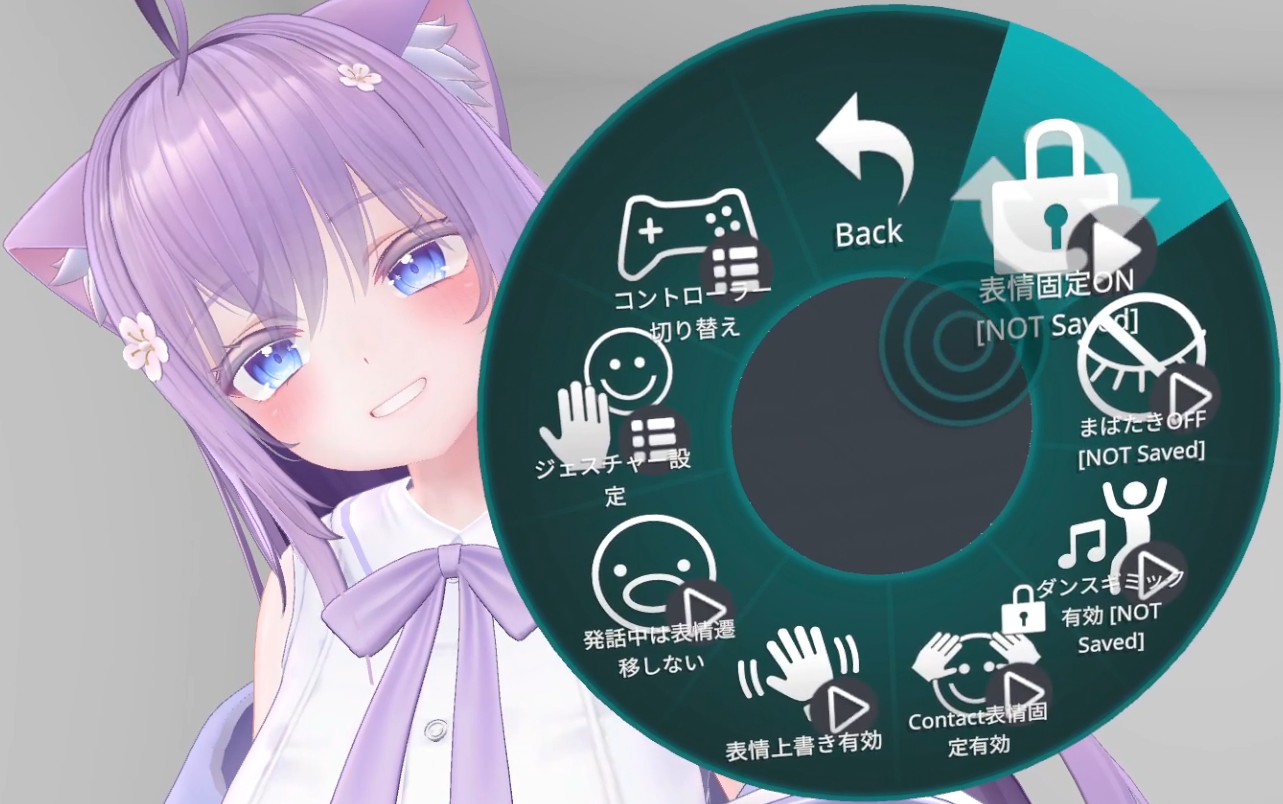 Back
表情固定ON
[NOT Saved]
まばたきOFF
[NOT Saved]
ダンスギミック
有効 [NOT
Saved]
Contact表情固
定有効
表情上書き有効
発話中は表情遷
移しない
ジェスチャー設
定
コントローラー
切り替え